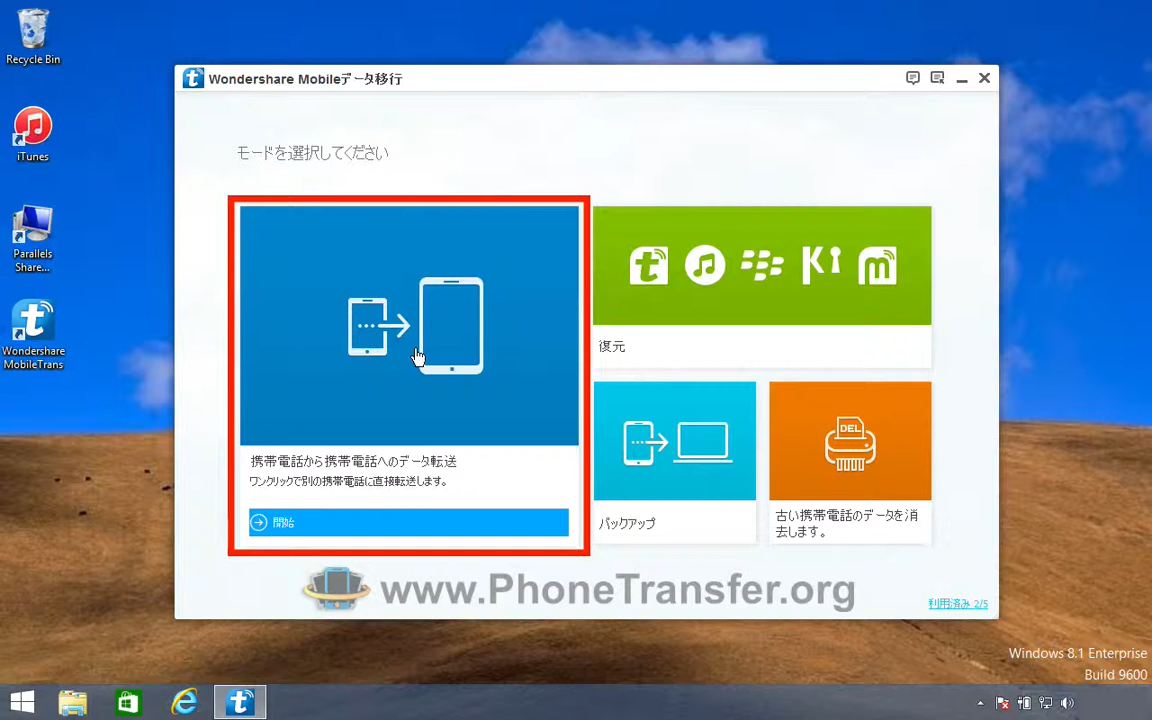 Recycle Bin
iTunes
Parallels
Share...
Wondershare
MobileTrans
Wondershare Mobileデータ移行
モードを選択してください
携帯電話から携帯電話へのデータ転送
ワンクリックで別の携帯電話に直接転送します。
開始
復元
バックアップ
DEL
古い携帯電話のデータを消
去します。
www.PhoneTransfer.org
利用済み 2/5
Windows 8.1 Enterprise
Build 9600